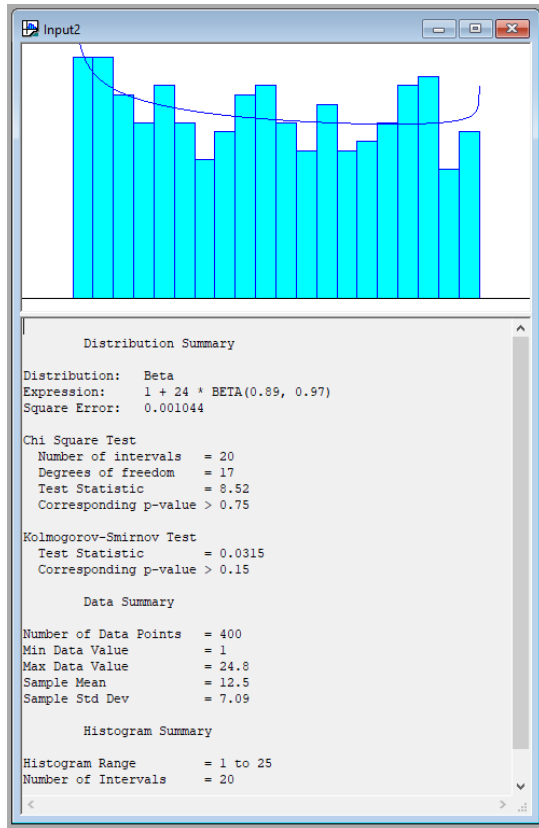 Input2
Distribution Summary
Distribution: Beta
Expression: 1 + 24 * BETA(0.89, 0.97)
Square Error: 0.001044
Chi Square Test
Number of intervals = 20
Degrees of freedom = 17
Test Statistic = 8.52
Corresponding p-value > 0.75
Kolmogorov-Smirnov Test
Test Statistic = 0.0315
Corresponding p-value > 0.15
Data Summary
Number of Data Points = 400
Min Data Value = 1
Max Data Value = 24.8
Sample Mean = 12.5
Sample Std Dev = 7.09
Histogram Summary
Histogram Range = 1 to 25
Number of Intervals = 20